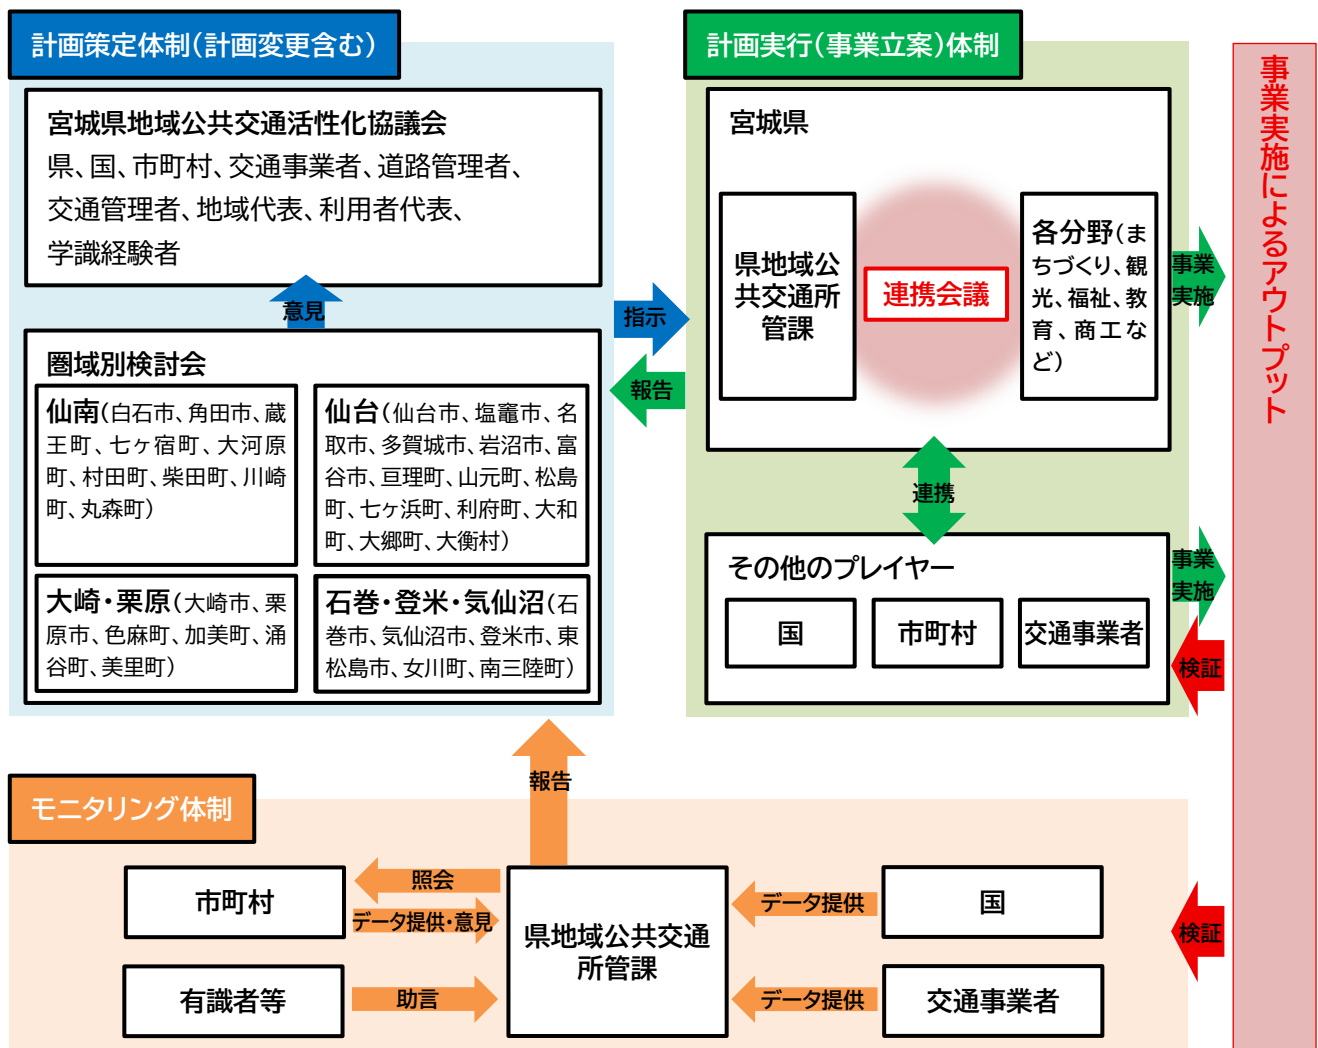 計画策定体制(計画変更含む)
宮城県地域公共交通活性化協議会
県、国、市町村、交通事業者、道路管理者、
交通管理者、地域代表、利用者代表、
学識経験者
意見
圏域別検討会
仙南(白石市、角田市、蔵
王町、七ヶ宿町、大河原
町、村田町、柴田町、川崎
町、丸森町)
仙台(仙台市、塩竈市、名
取市、多賀城市、岩沼市、富
谷市、亘理町、山元町、松島
町、七ヶ浜町、利府町、大和
町、大郷町、大衡村)
大崎・栗原(大崎市、栗
原市、色麻町、加美町、涌
谷町、美里町)
石巻・登米・気仙沼(石
巻市、気仙沼市、登米市、東
松島市、女川町、南三陸町)
指示
報告
計画実行(事業立案)体制
宮城県
県地域公
共交通所
管課
連携会議
各分野(ま
ちづくり、観
光、福祉、教
育、商工な
ど)
連携
その他のプレイヤー
国
市町村
交通事業者
事業
実施
事業
実施
検証
事業実施によるアウトプット
モニタリング体制
報告
市町村
照会
データ提供・意見
有識者等
助言
県地域公共交通
所管課
データ提供
国
データ提供
交通事業者
検証